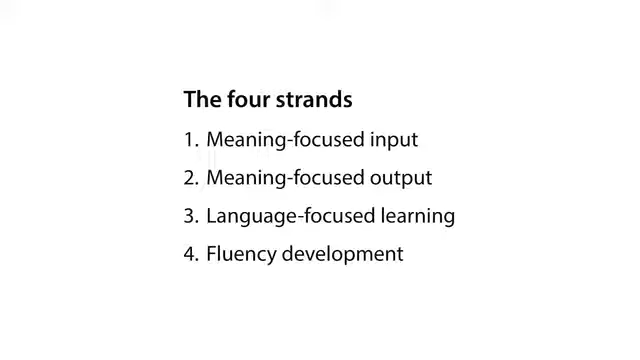 The four strands
1. Meaning-focused input
2. Meaning-focused output
3. Language-focused learning
4. Fluency development